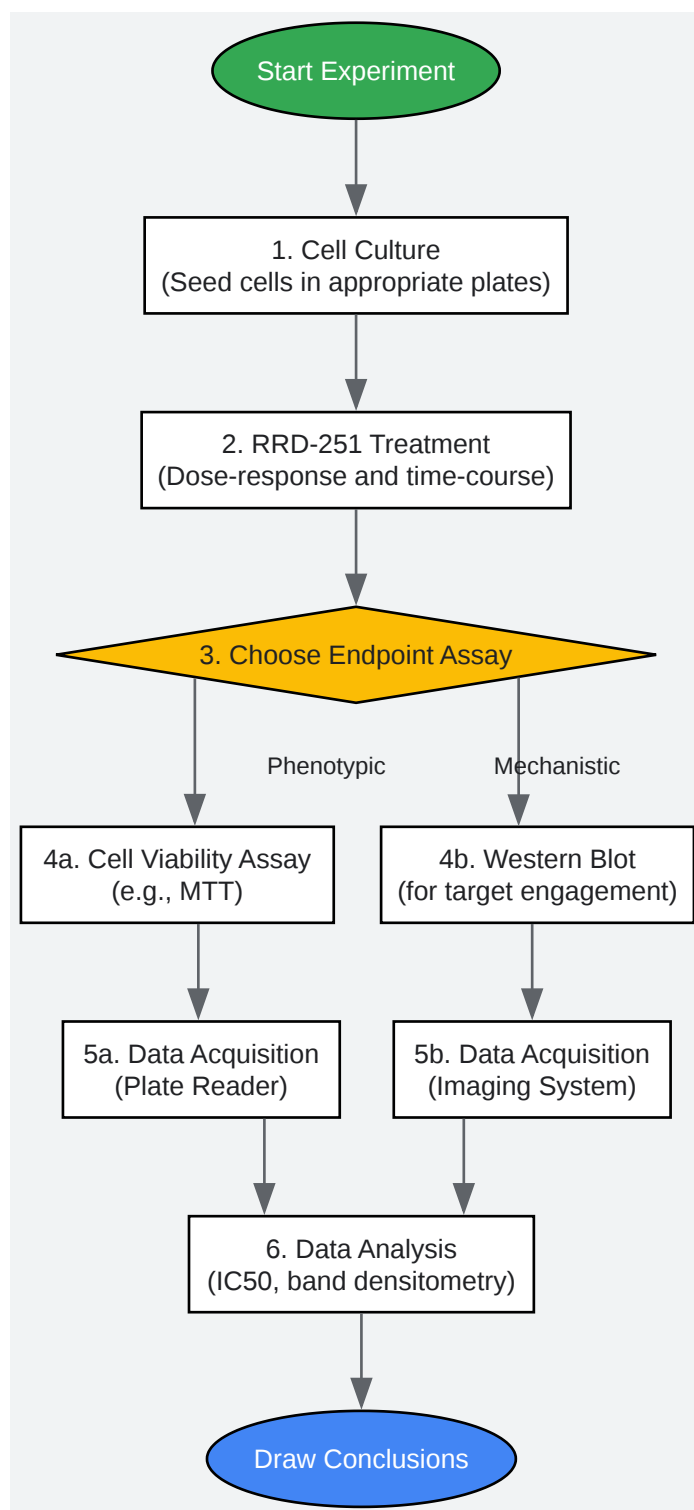 Start Experiment
1. Cell Culture
(Seed cells in appropriate plates)
2. RRD-251 Treatment
(Dose-response and time-course)
3. Choose Endpoint Assay
Phenotypic
Mechanistic
4a. Cell Viability Assay
(e.g., MTT)
4b. Western Blot
(for target engagement)
5a. Data Acquisition
(Plate Reader)
5b. Data Acquisition
(Imaging System)
6. Data Analysis
(IC50, band densitometry)
Draw Conclusions